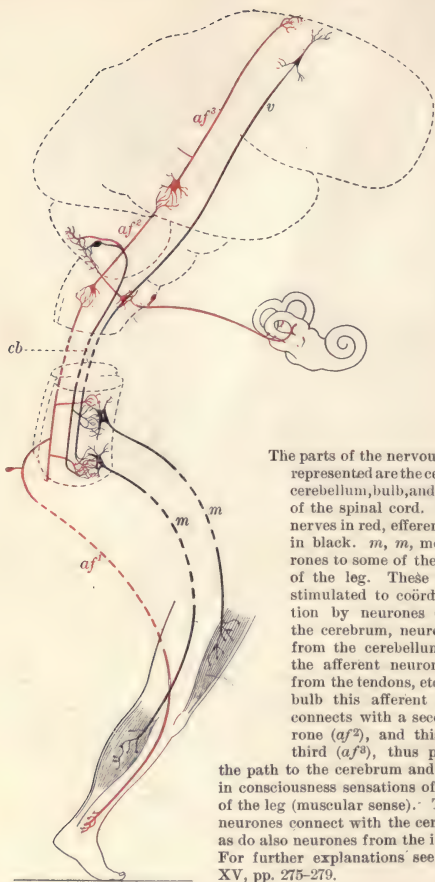 af³
v
af²
cb
m
m
af¹
The parts of the nervou
represented are the ce
cerebellum, bulb, and
of the spinal cord.
nerves in red, efferen
in black. m, m, mo
rones to some of the
of the leg. These
stimulated to coörd
tion by neurones
the cerebrum, neuro
from the cerebellum
the afferent neuron
from the tendons, etc
bulb this afferent
connects with a seco
rone (af²), and thi
third (af³), thus p
the path to the cerebrum and
in consciousness sensations of
of the leg (muscular sense). T
neurones connect with the cer
as do also neurones from the i
For further explanations see
XV, pp. 275–279.